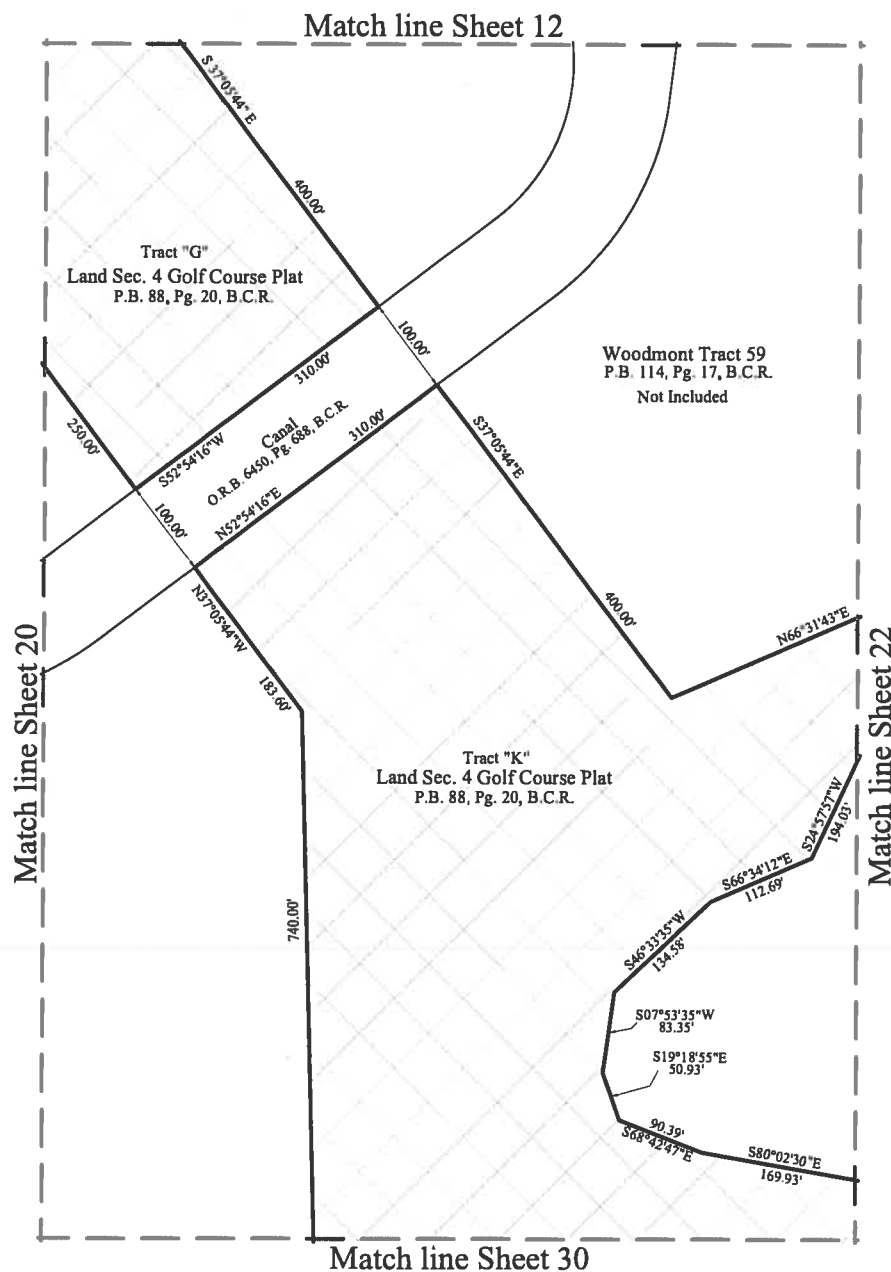 Match line Sheet 12
S 37°05'44" E
400.00'
Tract "G"
Land Sec. 4 Golf Course Plat
P.B. 88, Pg. 20, B.C.R.
100.00'
310.00'
Woodmont Tract 59
P.B. 114, Pg. 17, B.C.R.
Not Included
250.00'
S52°54'16"W
Canal
O.R.B. 6450, Pg. 688, B.C.R.
310.00'
N52°54'16"E
100.00'
S37°05'44"E
400.00'
N37°05'44"W
183.60'
N66°31'43"E
Match line Sheet 20
Match line Sheet 22
Tract "K"
Land Sec. 4 Golf Course Plat
P.B. 88, Pg. 20, B.C.R.
S24°57'57"W
194.03'
S66°34'12"E
112.69'
740.00'
S46°33'35"W
134.58'
S07°53'35"W
83.35'
S19°18'55"E
50.93'
90.39'
S68°42'47"E
S80°02'30"E
169.93'
Match line Sheet 30